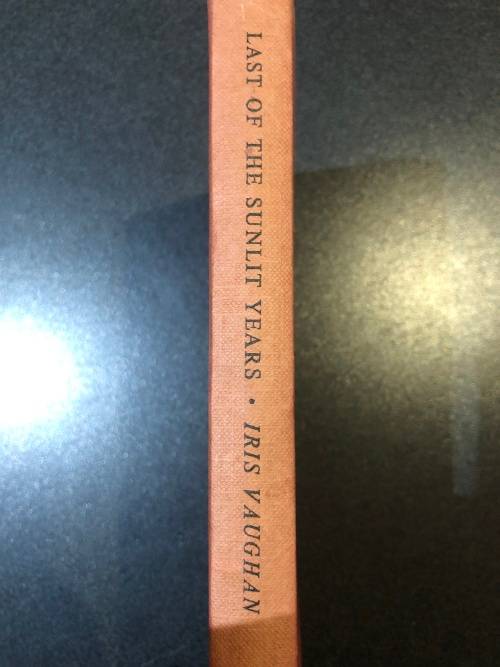 LAST OF THE SUNLIT YEARS • IRIS VAUGHAN